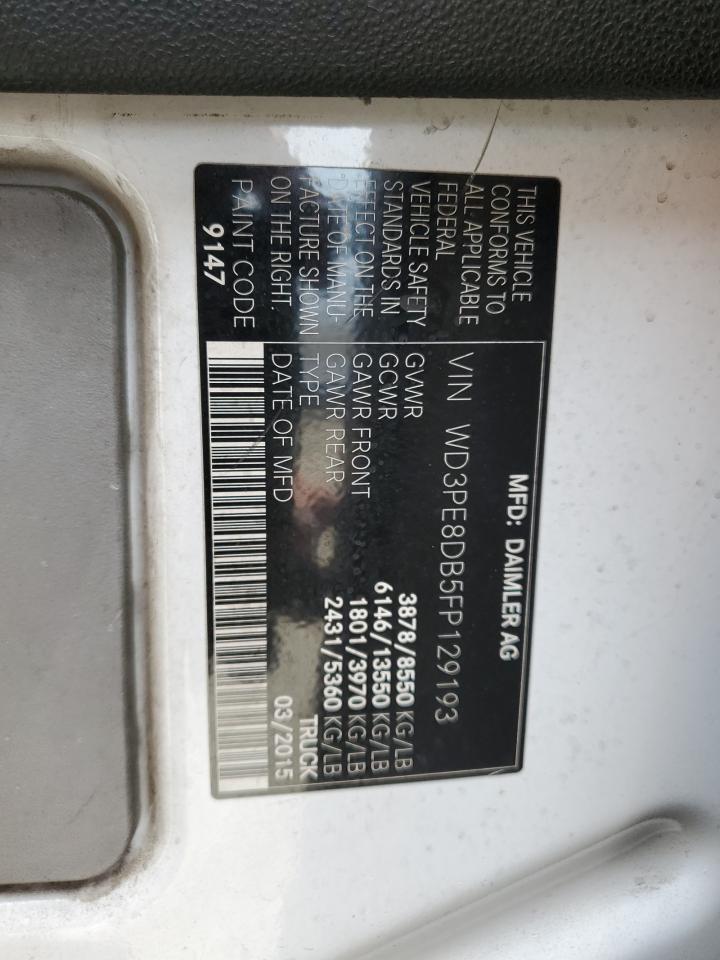 MFD: DAIMLER AG
THIS VEHICLE
CONFORMS TO
ALL APPLICABLE
FEDERAL
VEHICLE SAFETY
STANDARDS IN
EFFECT ON THE
DATE OF MANU-
FACTURE SHOWN
ON THE RIGHT.
VIN WD3PE8DB5FP129193
GVWR 3878/8550 KG/LB
GCWR 6146/13550 KG/LB
GAWR FRONT 1801/3970 KG/LB
GAWR REAR 2431/5360 KG/LB
TYPE TRUCK
DATE OF MFD 03/2015
PAINT CODE
9147